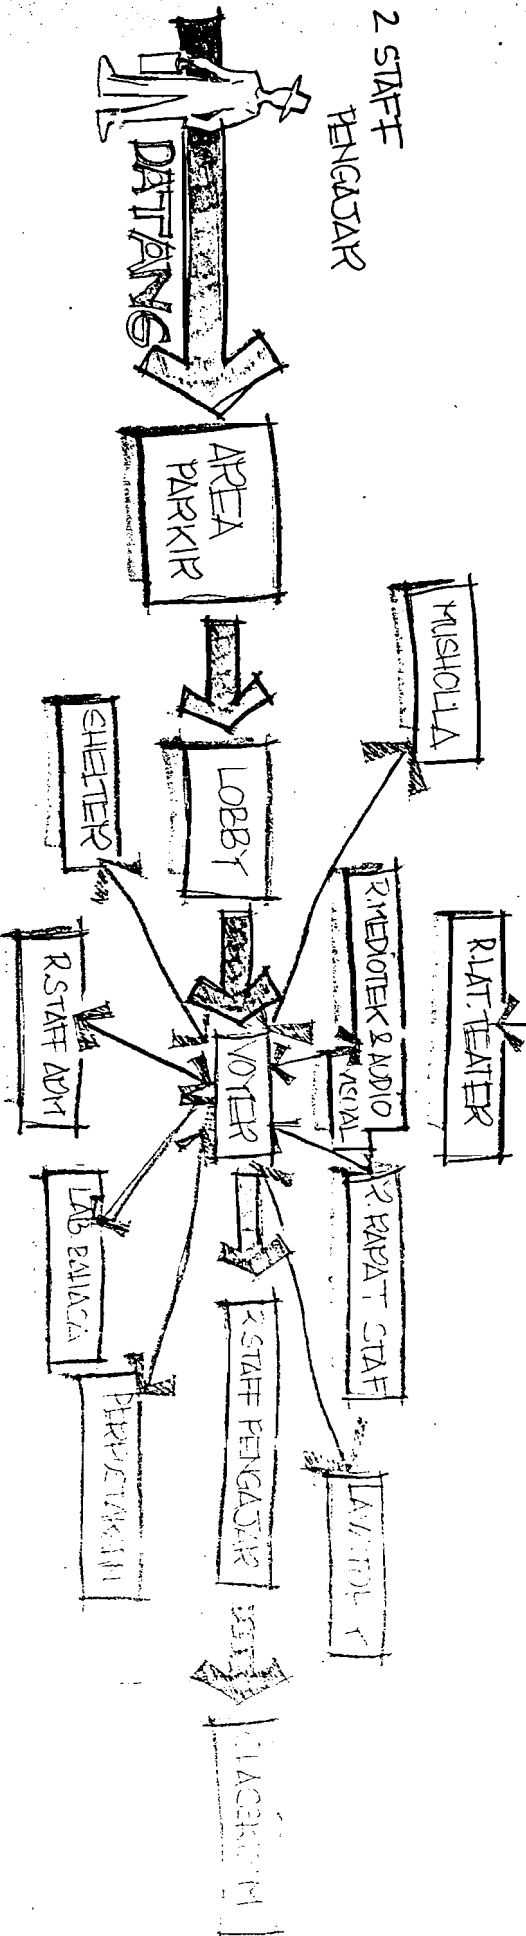 2 STAFF
PENGAJAR
DATANG
AREA
PARKIR
LOBBY
VOYER
R. STAFF PENGAJAR
MUSHOLLA
R. MEDIOTEK & AUDIO
VISUAL
R. LAT. TEATER
R. RAPAT STAF
SHELTER
R. STAFF ADM
LAB. BAHASA